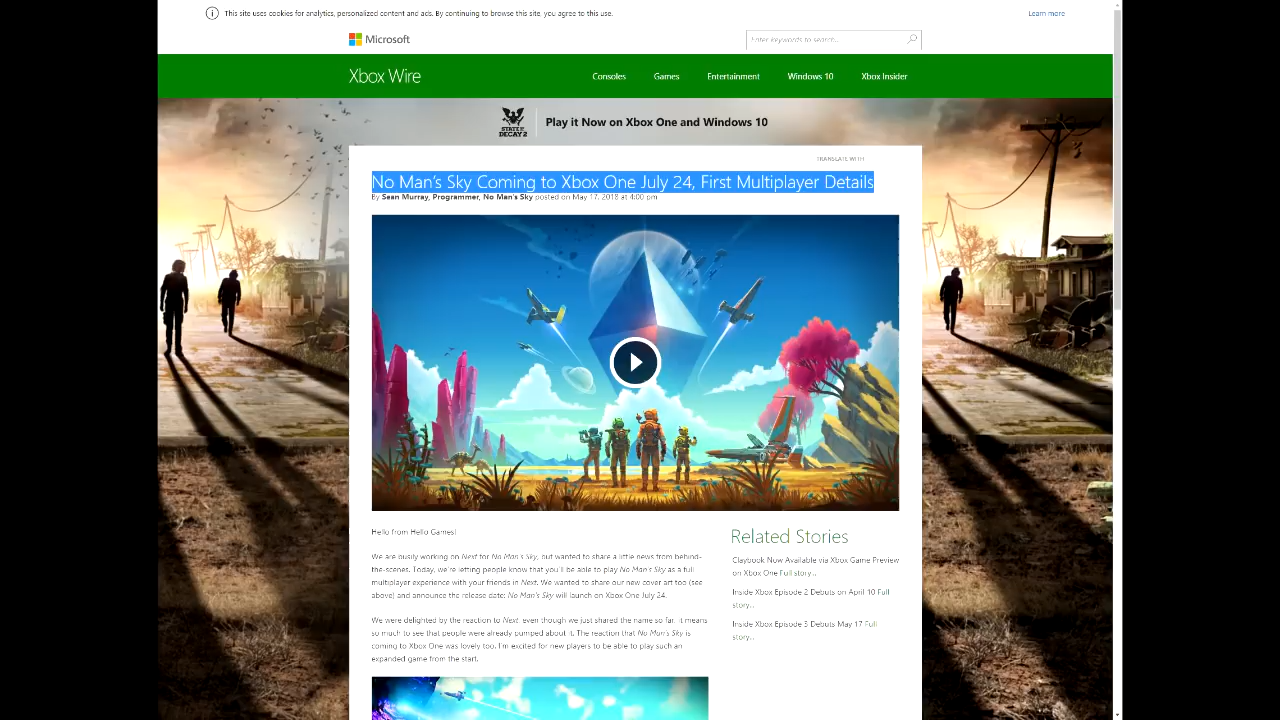 This site uses cookies for analytics, personalized content and ads. By continuing to browse this site, you agree to this use.
Learn more
Microsoft
Enter keywords to search...
Xbox Wire
Consoles
Games
Entertainment
Windows 10
Xbox Insider
STATE OF
DECAY 2
Play it Now on Xbox One and Windows 10
TRANSLATE WITH
No Man's Sky Coming to Xbox One July 24, First Multiplayer Details
By Sean Murray, Programmer, No Man's Sky posted on May 17, 2018 at 4:00 pm
Hello from Hello Games!
We are busily working on Next for No Man's Sky, but wanted to share a little news from behind-
the-scenes. Today, we're letting people know that you'll be able to play No Man's Sky as a full
multiplayer experience with your friends in Next. We wanted to share our new cover art too (see
above) and announce the release date: No Man's Sky will launch on Xbox One July 24.
We were delighted by the reaction to Next, even though we just shared the name so far, it means
so much to see that people were already pumped about it. The reaction that No Man's Sky is
coming to Xbox One was lovely too. I'm excited for new players to be able to play such an
expanded game from the start.
Related Stories
Claybook Now Available via Xbox Game Preview
on Xbox One Full story...
Inside Xbox Episode 2 Debuts on April 10 Full
story...
Inside Xbox Episode 3 Debuts May 17 Full
story...